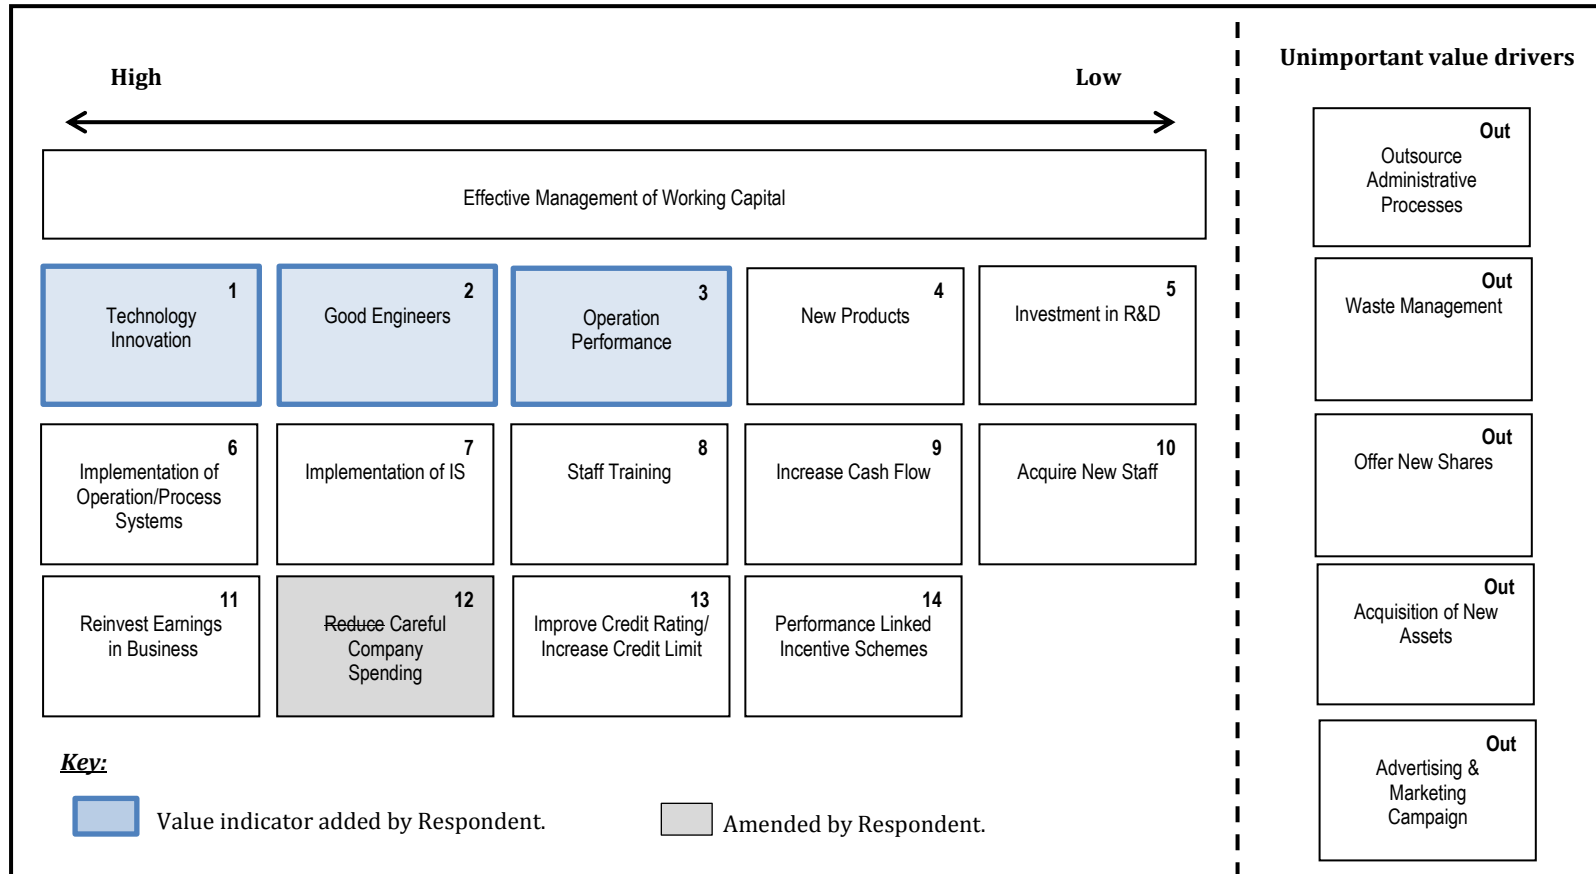 High
Low
Unimportant value drivers
Effective Management of Working Capital
1
Technology
Innovation
2
Good Engineers
3
Operation
Performance
4
New Products
5
Investment in R&D
6
Implementation of
Operation/Process
Systems
7
Implementation of IS
8
Staff Training
9
Increase Cash Flow
10
Acquire New Staff
11
Reinvest Earnings
in Business
12
Reduce Careful
Company
Spending
13
Improve Credit Rating/
Increase Credit Limit
14
Performance Linked
Incentive Schemes
Out
Outsource
Administrative
Processes
Out
Waste Management
Out
Offer New Shares
Out
Acquisition of New
Assets
Out
Advertising &
Marketing
Campaign
Key:
Value indicator added by Respondent.
Amended by Respondent.